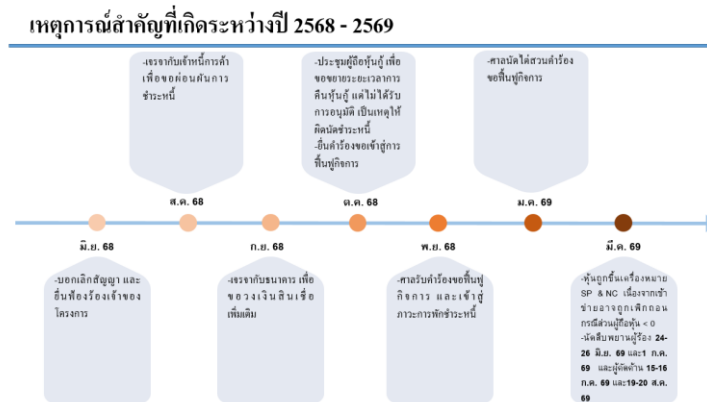 เหตุการณ์สำคัญที่เกิดระหว่างปี 2568 - 2569
-เจรจากับเจ้าหนี้การค้า
เพื่อขอผ่อนผันการ
ชำระหนี้
-ประชุมผู้ถือหุ้นกู้ เพื่อ
ขอขยายระยะเวลาการ
คืนหุ้นกู้ แต่ไม่ได้รับ
การอนุมัติ เป็นเหตุให้
ผิดนัดชำระหนี้
-ยื่นคำร้องขอเข้าสู่การ
ฟื้นฟูกิจการ
-ศาลนัดไต่สวนคำร้อง
ขอฟื้นฟูกิจการ
ส.ค. 68
ต.ค. 68
ม.ค. 69
มิ.ย. 68
ก.ย. 68
พ.ย. 68
มี.ค. 69
-บอกเลิกสัญญา และ
ยื่นฟ้องร้องเจ้าของ
โครงการ
-เจรจากับธนาคาร เพื่อ
ขอวงเงินสินเชื่อ
เพิ่มเติม
-ศาลรับคำร้องขอฟื้นฟู
กิจการ และเข้าสู่
ภาวะการพักชำระหนี้
-หุ้นถูกขึ้นเครื่องหมาย
SP & NC เนื่องจากเข้า
ข่ายอาจถูกเพิกถอน
กรณีส่วนผู้ถือหุ้น < 0
-นัดสืบพยานผู้ร้อง 24-
26 มิ.ย. 69 และ1 ก.ค.
69 และผู้คัดค้าน 15-16
ก.ค. 69 และ19-20 ส.ค.
69